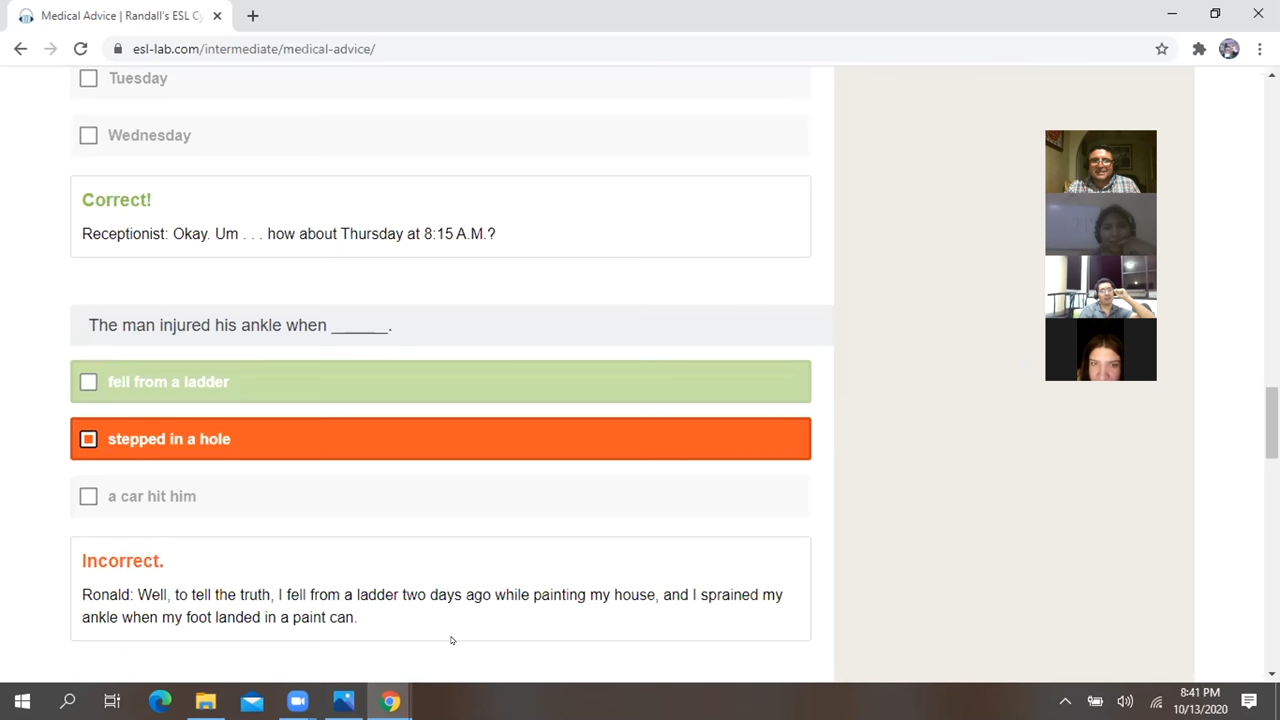 Medical Advice | Randall's ESL Cy
esl-lab.com/intermediate/medical-advice/
Tuesday
Wednesday
Correct!
Receptionist: Okay. Um . . . how about Thursday at 8:15 A.M.?
The man injured his ankle when ______.
fell from a ladder
stepped in a hole
a car hit him
Incorrect.
Ronald: Well, to tell the truth, I fell from a ladder two days ago while painting my house, and I sprained my
ankle when my foot landed in a paint can.
8:41 PM
10/13/2020